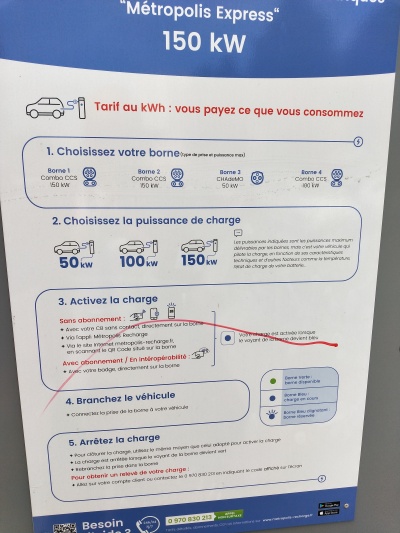 "Métropolis Express"
150 kW
Tarif au kWh : vous payez ce que vous consommez
1. Choisissez votre borne (type de prise et puissance max)
Borne 1
Combo CCS
150 kW
Borne 2
Combo CCS
150 kW
Borne 3
CHAdeMO
50 kW
Borne 4
Combo CCS
2. Choisissez la puissance de charge
50 kW
100 kW
150 kW
Les puissances indiquées sont les puissances maximum
délivrables par les bornes, mais c'est votre véhicule qui
pilote la charge, en fonction de ses caractéristiques
techniques et d'autres facteurs comme la température,
l'état de charge de votre batterie.
3. Activez la charge
Sans abonnement :
• Avec votre CB sans contact, directement sur la borne
• Via l'appli Métropolis Recharge
• Via le site internet metropolis-recharge.fr,
en scannant le QR Code situé sur la borne
Avec abonnement / En intéropérabilité :
• Avec votre badge, directement sur la borne
Votre charge est activée lorsque
le voyant de la borne devient bleu
4. Branchez le véhicule
• Connectez la prise de la borne à votre véhicule
Borne Verte :
borne disponible
Borne Bleu :
charge en cours
Borne Bleu clignotant :
borne réservée
5. Arrêtez la charge
• Pour clôturer la charge, utilisez le même moyen que celui adopté pour activer la charge
• La charge est arrêtée lorsque le voyant de la borne devient vert
• Rebranchez la prise dans la borne
Pour obtenir un relevé de votre charge :
• Allez sur votre compte client ou contactez le 0 970 830 213 en indiquant le code affiché sur l'écran
Besoin
0 970 830 213